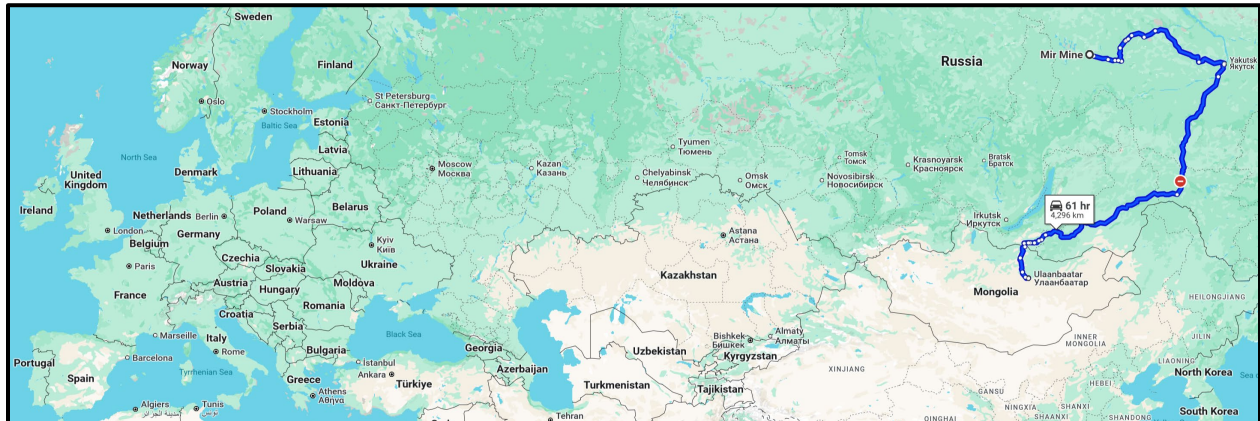 Sweden
Norway
Finland
Oslo
Stockholm
Baltic Sea
Estonia
Latvia
Lithuania
St Petersburg
Санкт-Петербург
North Sea
United
Kingdom
Ireland
Denmark
London
Netherlands
Berlin
Germany
Belgium
Paris
France
Poland
Warsaw
Belarus
Moscow
Москва
Kyiv
Київ
Ukraine
Czechia
Slovakia
Austria
Hungary
Moldova
Romania
Croatia
Serbia
Bulgaria
Italy
Marseille
Barcelona
Rome
Tyrrhenian Sea
Portugal
Spain
Algiers
Tunis
تونس
Greece
Athens
Αθήνα
Black Sea
Istanbul
Ankara
Türkiye
Georgia
Azerbaijan
Tehran
Kazan
Казань
Chelyabinsk
Челябинск
Tyumen
Тюмень
Omsk
Омск
Tomsk
Томск
Novosibirsk
Новосибирск
Krasnoyarsk
Красноярск
Bratsk
Братск
Irkutsk
Иркутск
Russia
Mir Mine
Yakutsk
Якутск
61 hr
4,296 km
Astana
Астана
Kazakhstan
Bishkek
Бишкек
Almaty
Алматы
Uzbekistan
Kyrgyzstan
Turkmenistan
Tajikistan
Ulaanbaatar
Улаанбаатар
Mongolia
XINJIANG
QINGHAI
GANSU
NINGXIA
SHAANXI
SHANXI
HEBEI
SHANDONG
INNER
MONGOLIA
HEILONGJIANG
JILIN
LIAONING
North Korea
South Korea